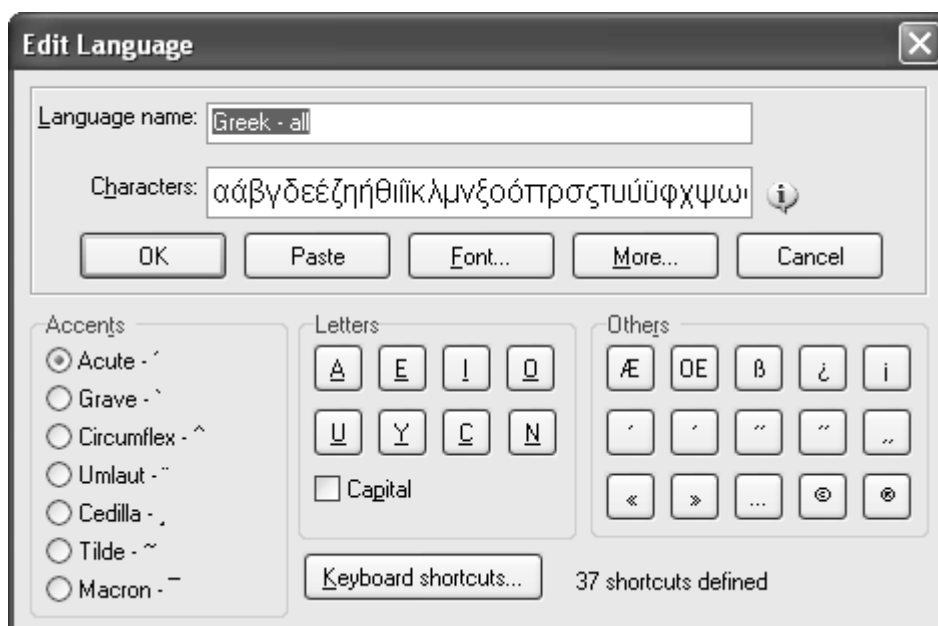 Edit Language
Language name: Greek - all
Characters: αάβγδεέζηήθιίϊκλμνξοόπρσςτυύϋφχψω
OK Paste Font... More... Cancel
Accents
Acute - ´
Grave - `
Circumflex - ^
Umlaut - ¨
Cedilla - ¸
Tilde - ~
Macron - ¯
Letters
A E I O
U Y C N
Capital
Others
Æ OE ß ¿ ¡
« » ... © ®
Keyboard shortcuts... 37 shortcuts defined